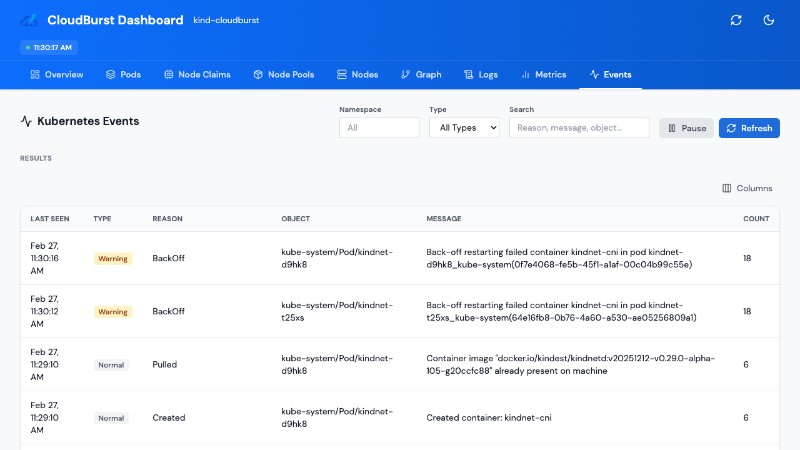 CloudBurst Dashboard kind-cloudburst
11:30:17 AM
Overview Pods Node Claims Node Pools Nodes Graph Logs Metrics Events
Kubernetes Events
Namespace Type Search
All All Types Reason, message, object... Pause Refresh
RESULTS
Columns
LAST SEEN TYPE REASON OBJECT MESSAGE COUNT
Feb 27,
11:30:16
AM
Warning
BackOff
kube-system/Pod/kindnet-
d9hk8
Back-off restarting failed container kindnet-cni in pod kindnet-
d9hk8_kube-system(0f7e4068-fe5b-45f1-a1af-00c04b99c55e)
18
Feb 27,
11:30:12
AM
Warning
BackOff
kube-system/Pod/kindnet-
t25xs
Back-off restarting failed container kindnet-cni in pod kindnet-
t25xs_kube-system(64e16fb8-0b76-4a60-a530-ae05256809a1)
18
Feb 27,
11:29:10
AM
Normal
Pulled
kube-system/Pod/kindnet-
d9hk8
Container image "docker.io/kindest/kindnetd:v20251212-v0.29.0-alpha-
105-g20ccfc88" already present on machine
6
Feb 27,
11:29:10
AM
Normal
Created
kube-system/Pod/kindnet-
d9hk8
Created container: kindnet-cni
6